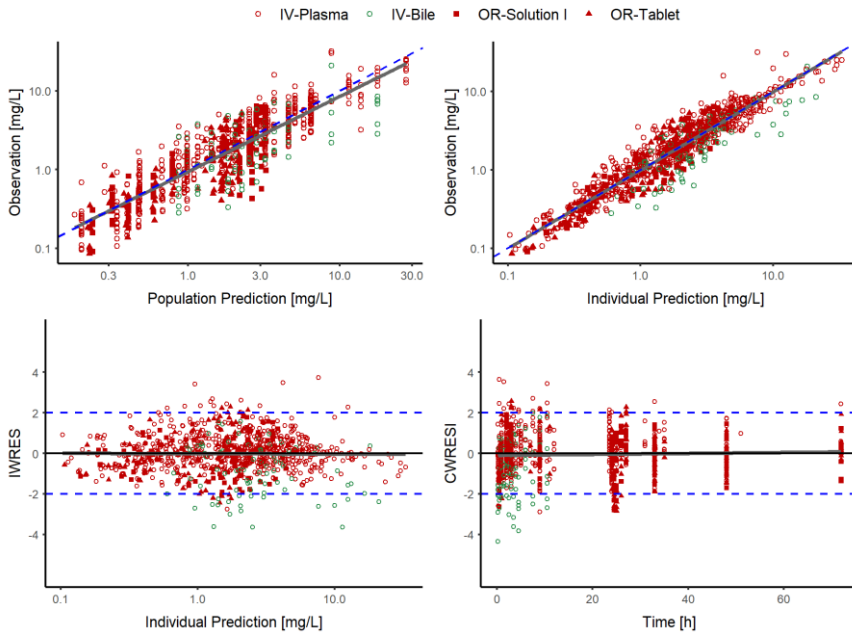 IV-Plasma IV-Bile OR-Solution I OR-Tablet
Observation [mg/L]
10.0
1.0
0.1
0.3 1.0 3.0 10.0 30.0
Population Prediction [mg/L]
Observation [mg/L]
10.0
1.0
0.1
0.1 1.0 10.0
Individual Prediction [mg/L]
IWRES
4
2
0
-2
-4
0.1 1.0 10.0
Individual Prediction [mg/L]
CWRESI
4
2
0
-2
-4
0 20 40 60
Time [h]